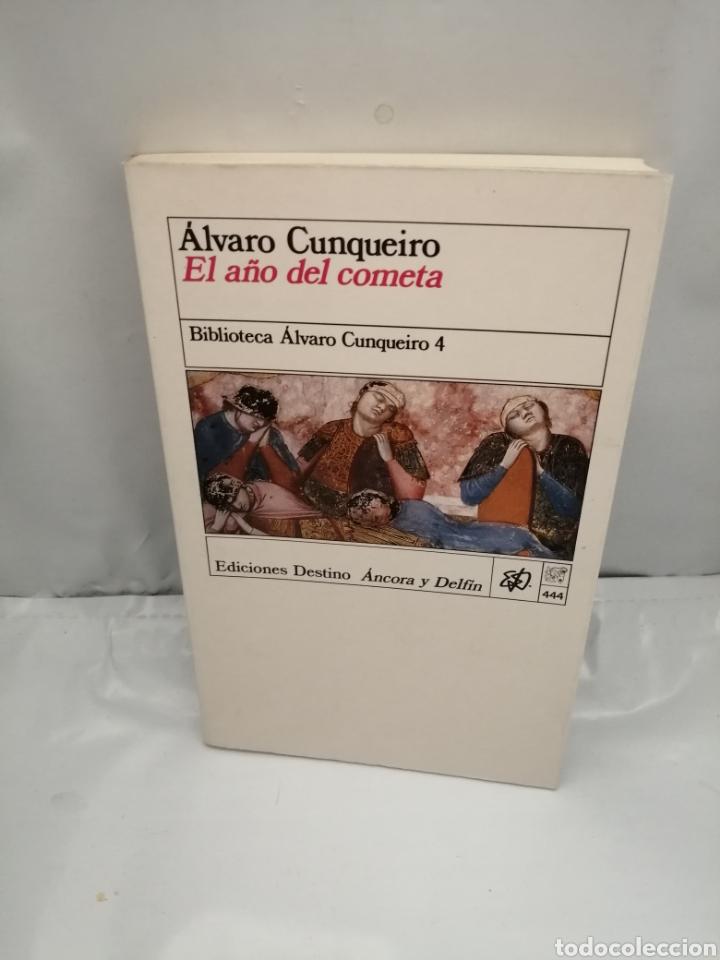 Álvaro Cunqueiro
El año del cometa
Biblioteca Álvaro Cunqueiro 4
Ediciones Destino Áncora y Delfín
444
todocoleccion